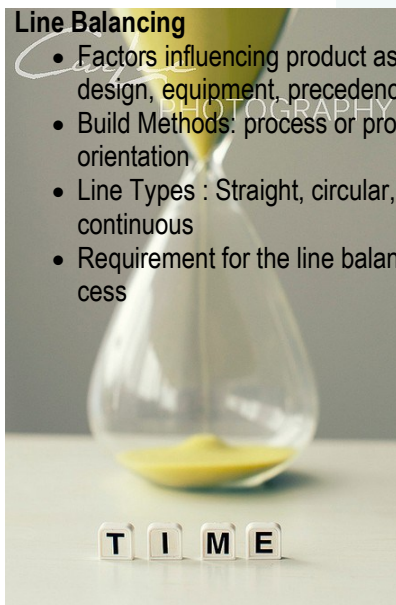 Line Balancing
• Factors influencing product as
design, equipment, precedenc
PHOTOGRAPHY
• Build Methods: process or pro
orientation
• Line Types : Straight, circular,
continuous
• Requirement for the line balan
cess
T I M E